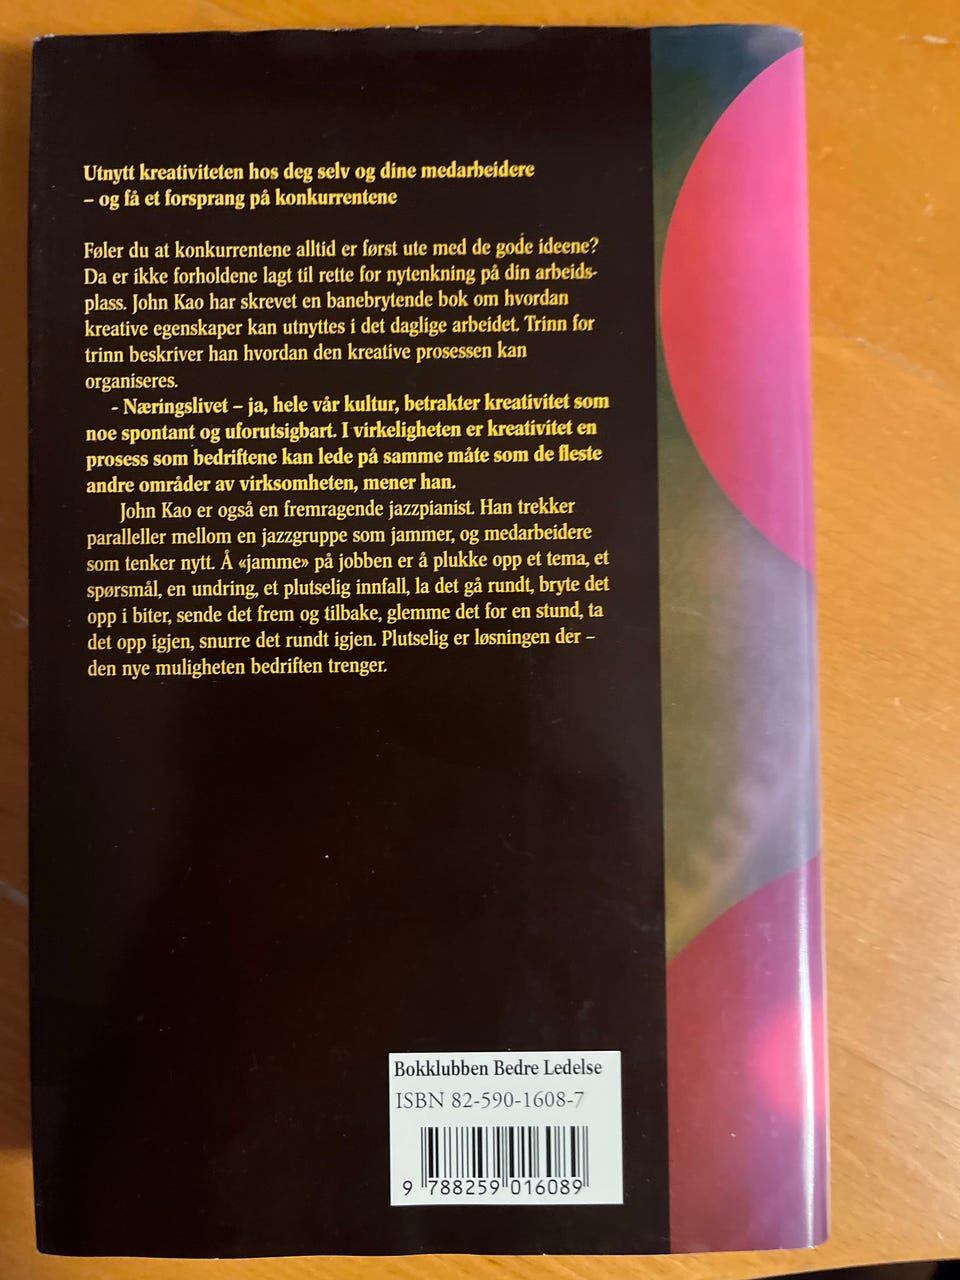 Utnytt kreativiteten hos deg selv og dine medarbeidere
– og få et forsprang på konkurrentene
Føler du at konkurrentene alltid er først ute med de gode ideene?
Da er ikke forholdene lagt til rette for nytenkning på din arbeids-
plass. John Kao har skrevet en banebrytende bok om hvordan
kreative egenskaper kan utnyttes i det daglige arbeidet. Trinn for
trinn beskriver han hvordan den kreative prosessen kan
organiseres.
- Næringslivet – ja, hele vår kultur, betrakter kreativitet som
noe spontant og uforutsigbart. I virkeligheten er kreativitet en
prosess som bedriftene kan lede på samme måte som de fleste
andre områder av virksomheten, mener han.
John Kao er også en fremragende jazzpianist. Han trekker
paralleller mellom en jazzgruppe som jammer, og medarbeidere
som tenker nytt. Å «jamme» på jobben er å plukke opp et tema, et
spørsmål, en undring, et plutselig innfall, la det gå rundt, bryte det
opp i biter, sende det frem og tilbake, glemme det for en stund, ta
det opp igjen, snurre det rundt igjen. Plutselig er løsningen der –
den nye muligheten bedriften trenger.
Bokklubben Bedre Ledelse
ISBN 82-590-1608-7
9 788259 016089